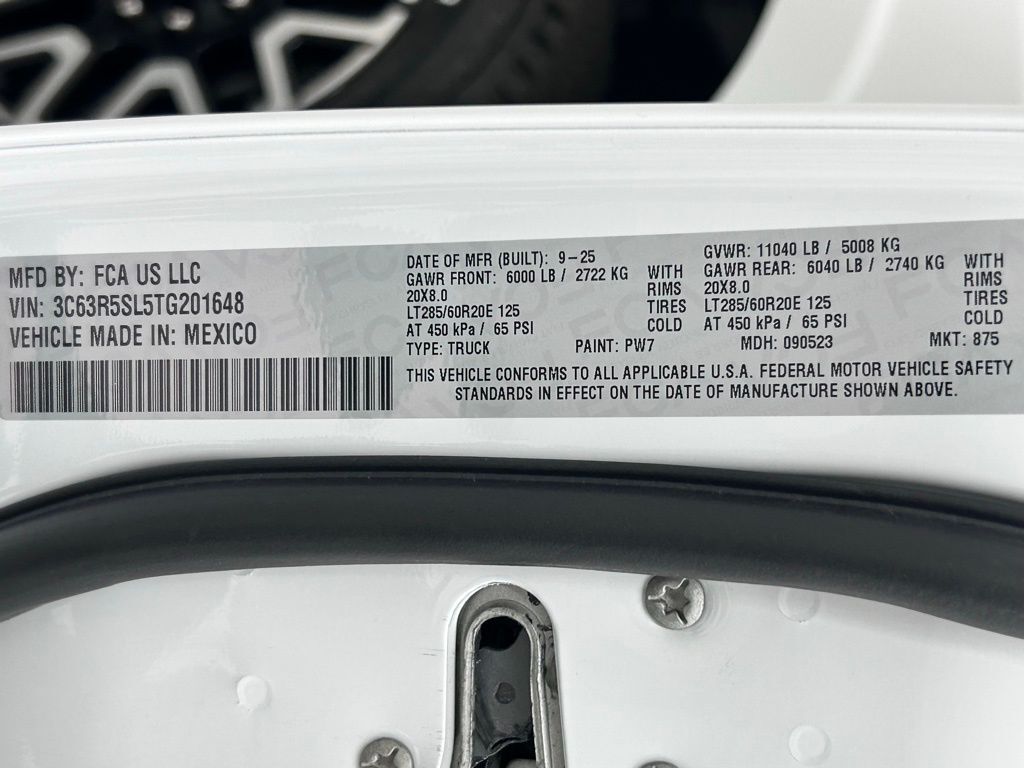 MFD BY: FCA US LLC
VIN: 3C63R5SL5TG201648
VEHICLE MADE IN: MEXICO
DATE OF MFR (BUILT): 9-25
GAWR FRONT: 6000 LB / 2722 KG
20X8.0
LT285/60R20E 125
AT 450 kPa / 65 PSI
WITH
RIMS
TIRES
COLD
GVWR: 11040 LB / 5008 KG
GAWR REAR: 6040 LB / 2740 KG
20X8.0
LT285/60R20E 125
AT 450 kPa / 65 PSI
WITH
RIMS
TIRES
COLD
TYPE: TRUCK PAINT: PW7 MDH: 090523 MKT: 875
THIS VEHICLE CONFORMS TO ALL APPLICABLE U.S.A. FEDERAL MOTOR VEHICLE SAFETY
STANDARDS IN EFFECT ON THE DATE OF MANUFACTURE SHOWN ABOVE.